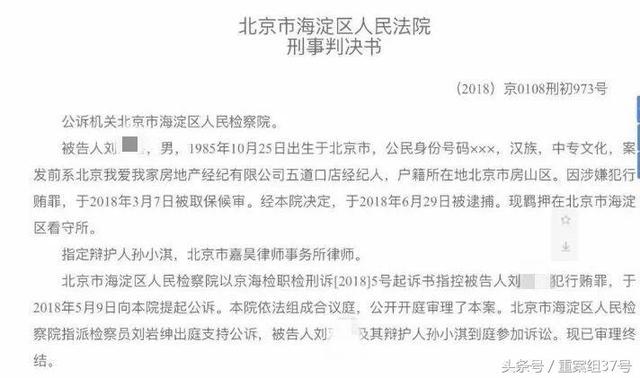 北京市海淀区人民法院
刑事判决书
（2018）京0108刑初973号
公诉机关北京市海淀区人民检察院。
被告人刘，男，1985年10月25日出生于北京市，公民身份号码×××，汉族，中专文化，案
发前系北京我爱我家房地产经纪有限公司五道口店经纪人，户籍所在地北京市房山区。因涉嫌犯行
贿罪，于2018年3月7日被取保候审。经本院决定，于2018年6月29日被逮捕。现羁押在北京市海淀
区看守所。
指定辩护人孙小淇，北京市嘉昊律师事务所律师。
北京市海淀区人民检察院以京海检职检刑诉[2018]5号起诉书指控被告人刘犯行贿罪，于
2018年5月9日向本院提起公诉。本院依法组成合议庭，公开开庭审理了本案。北京市海淀区人民检
察院指派检察员刘岩绅出庭支持公诉，被告人刘及其辩护人孙小淇到庭参加诉讼。现已审理终
结。
头条号／重案组37号